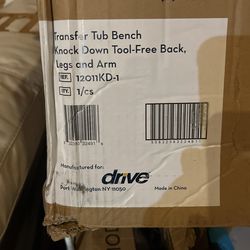 Transfer Tub Bench
Knock Down Tool-Free Back,
Legs and Arm
REF. 12011KD-1
QTY. 1/cs
Manufactured for:
drive
Port Washington NY 11050
Made in China